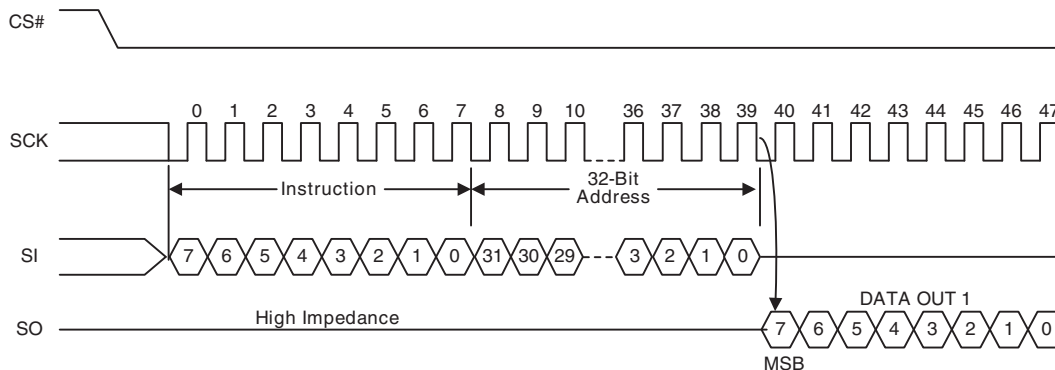 CS#
0 1 2 3 4 5 6 7 8 9 10 36 37 38 39 40 41 42 43 44 45 46 47
SCK
Instruction
32-Bit
Address
SI
7 6 5 4 3 2 1 0 31 30 29 3 2 1 0
DATA OUT 1
High Impedance
SO
7 6 5 4 3 2 1 0
MSB